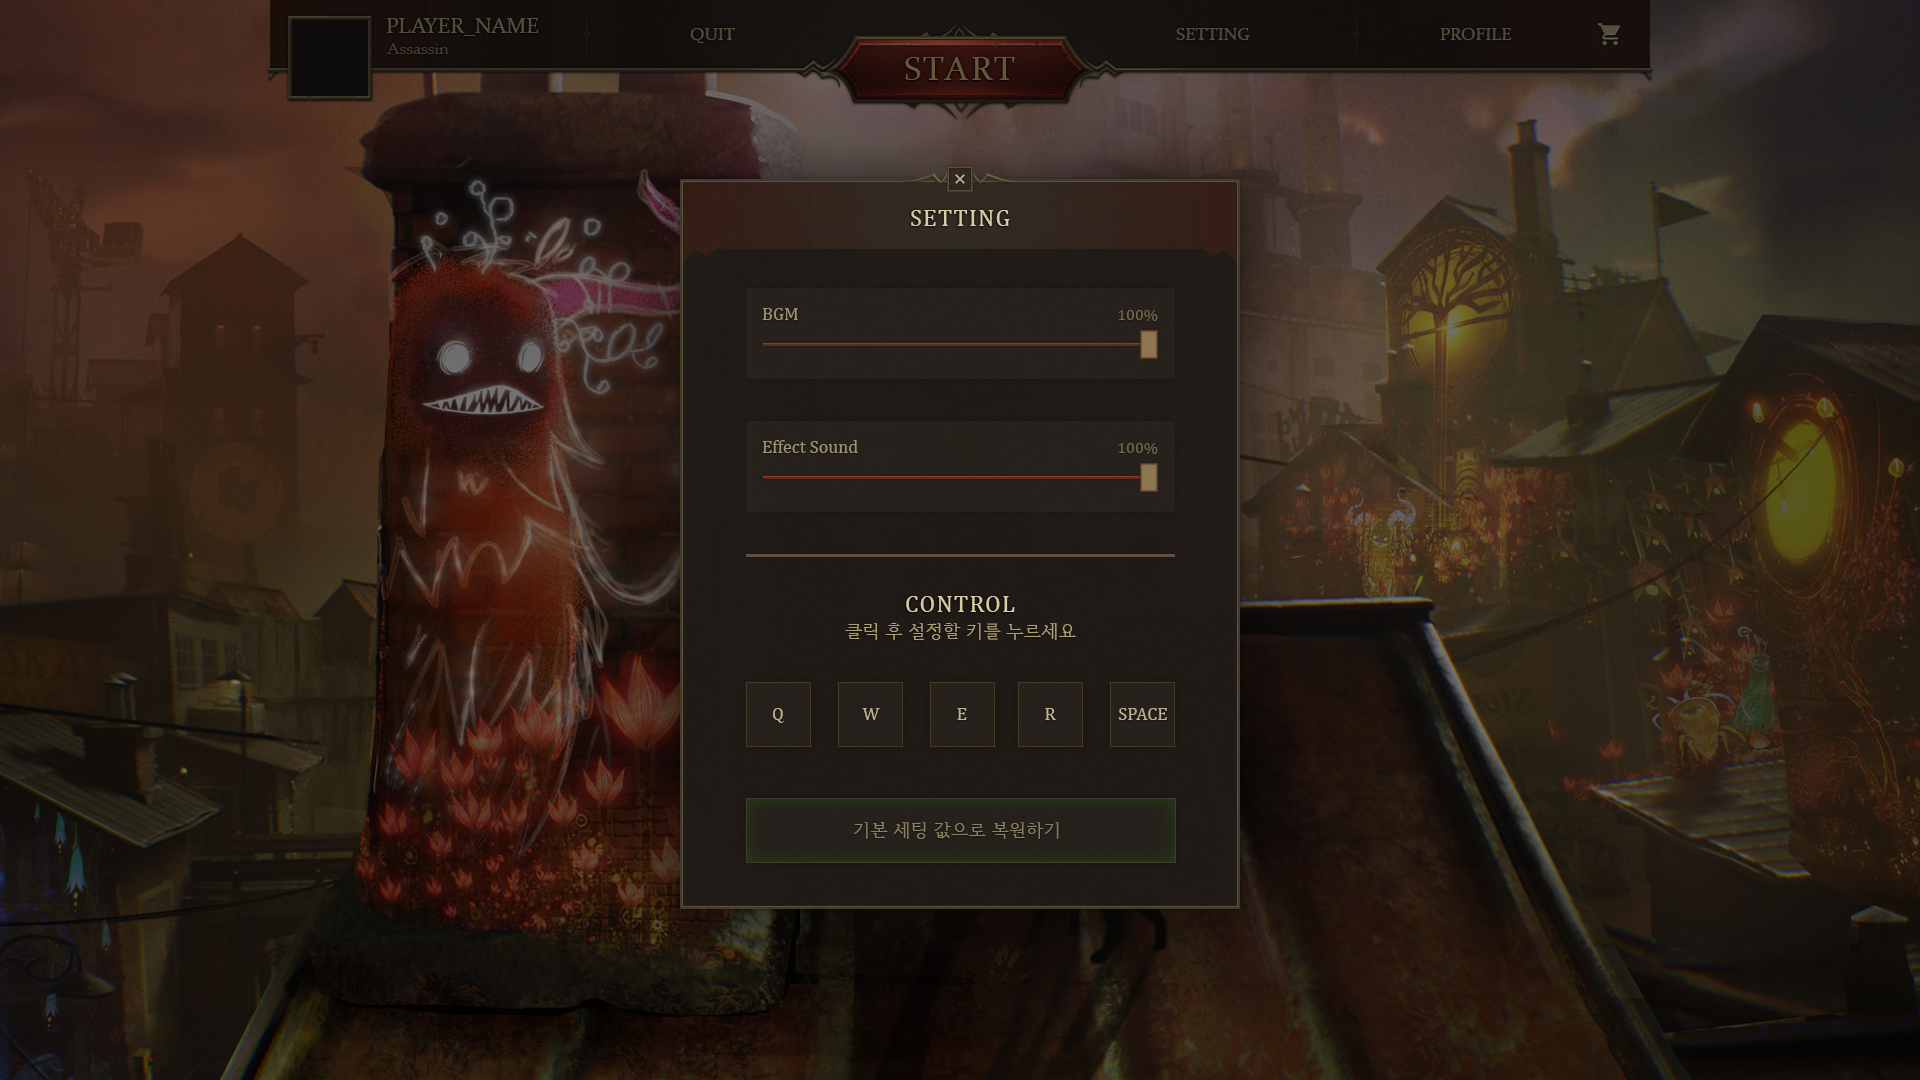 PLAYER_NAME
Assassin
QUIT
START
SETTING
PROFILE
SETTING
BGM
100%
Effect Sound
100%
CONTROL
클릭 후 설정할 키를 누르세요
Q
W
E
R
SPACE
기본 세팅 값으로 복원하기